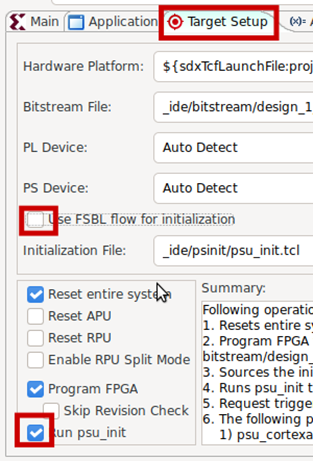 Main Application Target Setup (x)=
Hardware Platform: ${sdxTcfLaunchFile:proj
Bitstream File: _ide/bitstream/design_1
PL Device: Auto Detect
PS Device: Auto Detect
Use FSBL flow for initialization
Initialization File: _ide/psinit/psu_init.tcl
Reset entire system
Reset APU
Reset RPU
Enable RPU Split Mode
Program FPGA
Skip Revision Check
Run psu_init
Summary:
Following operatio
1. Resets entire sy
2. Program FPGA
bitstream/design_
3. Sources the ini
4. Runs psu_init t
5. Request trigge
6. The following p
1) psu_cortexa